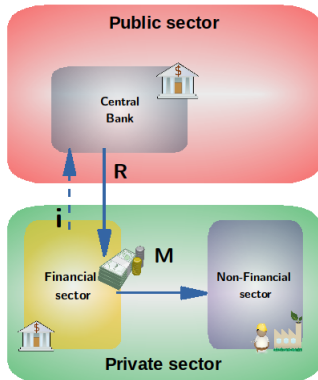 Public sector
Central
Bank
R
i
M
Financial
sector
Non-Financial
sector
Private sector